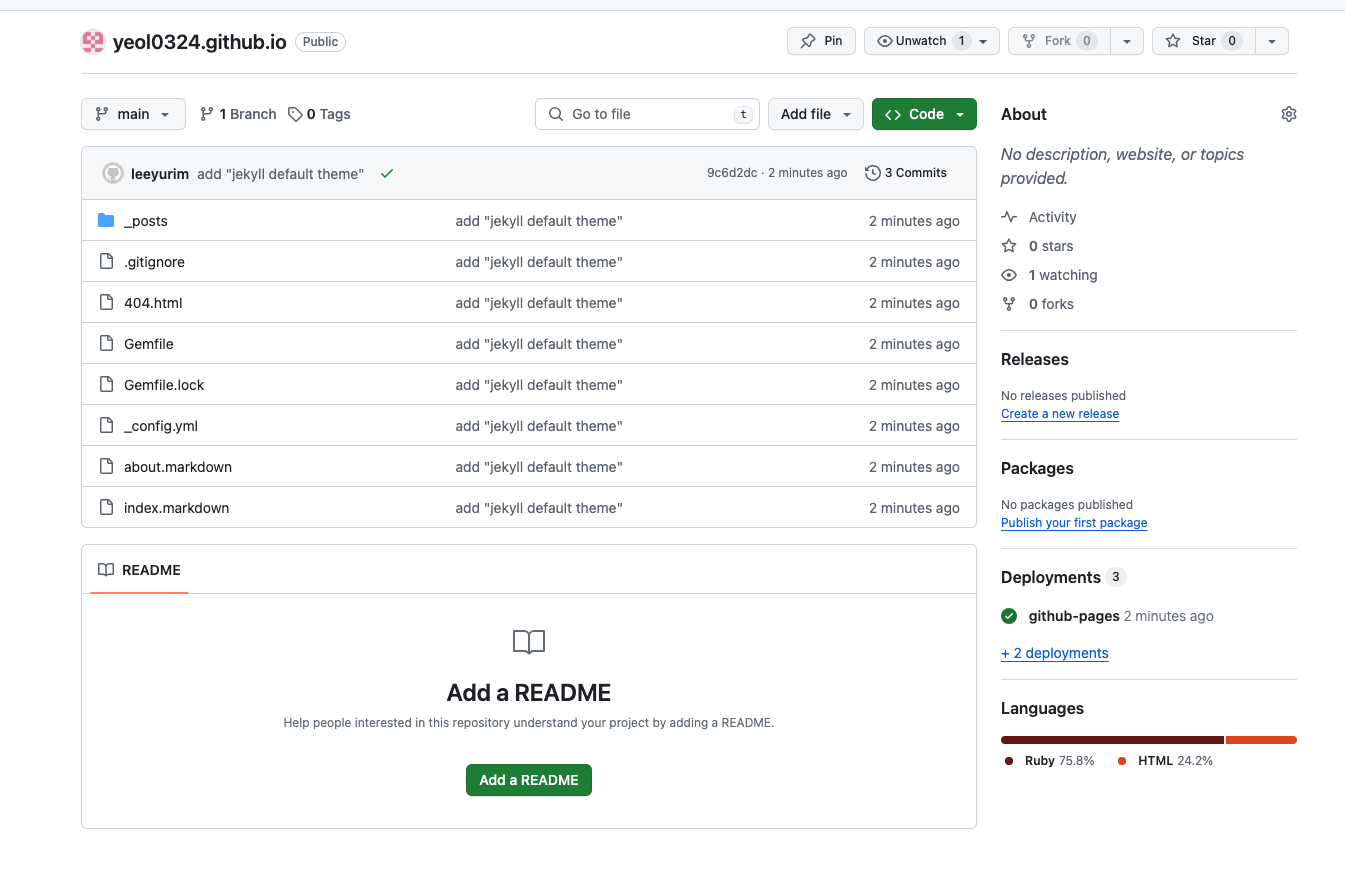 yeol0324.github.io Public
Pin Unwatch 1 Fork 0 Star 0
main 1 Branch 0 Tags Go to file t Add file Code
leeyurim add "jekyll default theme" 9c6d2dc · 2 minutes ago 3 Commits
_posts add "jekyll default theme" 2 minutes ago
.gitignore add "jekyll default theme" 2 minutes ago
404.html add "jekyll default theme" 2 minutes ago
Gemfile add "jekyll default theme" 2 minutes ago
Gemfile.lock add "jekyll default theme" 2 minutes ago
_config.yml add "jekyll default theme" 2 minutes ago
about.markdown add "jekyll default theme" 2 minutes ago
index.markdown add "jekyll default theme" 2 minutes ago
README
Add a README
Help people interested in this repository understand your project by adding a README.
Add a README
About
No description, website, or topics
provided.
Activity
0 stars
1 watching
0 forks
Releases
No releases published
Create a new release
Packages
No packages published
Publish your first package
Deployments 3
github-pages 2 minutes ago
+ 2 deployments
Languages
Ruby 75.8% HTML 24.2%